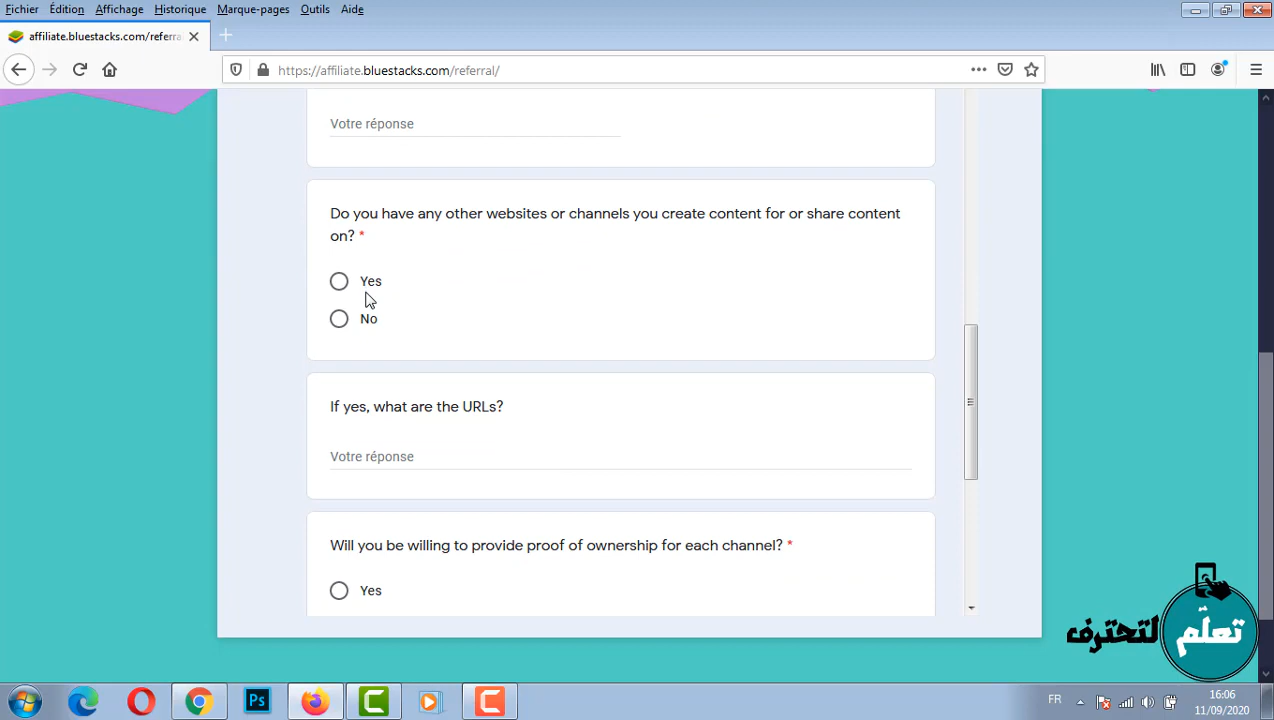 Fichier Édition Affichage Historique Marque-pages Outils Aide
affiliate.bluestacks.com/referra
https://affiliate.bluestacks.com/referral/
Votre réponse
Do you have any other websites or channels you create content for or share content
on? *
Yes
No
If yes, what are the URLs?
Votre réponse
Will you be willing to provide proof of ownership for each channel? *
Yes
تعلّم لتحترف
Ps
FR
16:06
11/09/2020